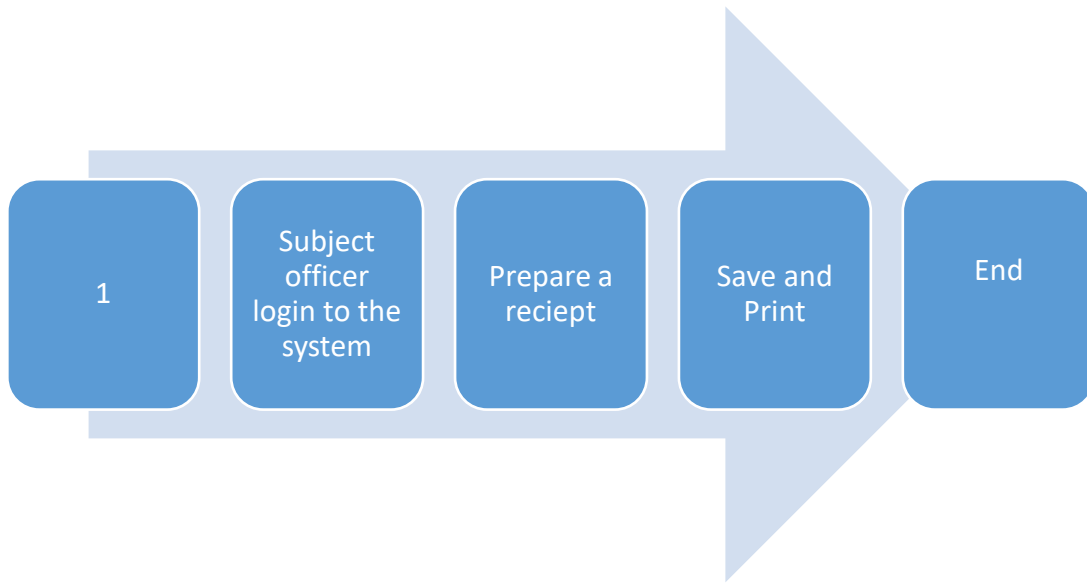 1
Subject
officer
login to the
system
Prepare a
reciept
Save and
Print
End